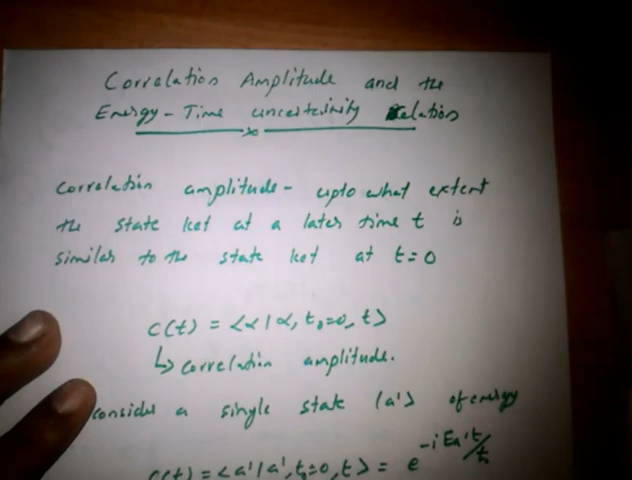 Correlation Amplitude and the
Energy - Time uncertainity Relation
Correlation amplitude - upto what extent
the state ket at a later time t is
similar to the state ket at t=0
C(t) = <α|α, t₀=0, t>
↳ correlation amplitude.
consider a single state |a'> of energy
C(t) = <a'|a', t₀=0, t> = e^{-i Ea't/ħ}